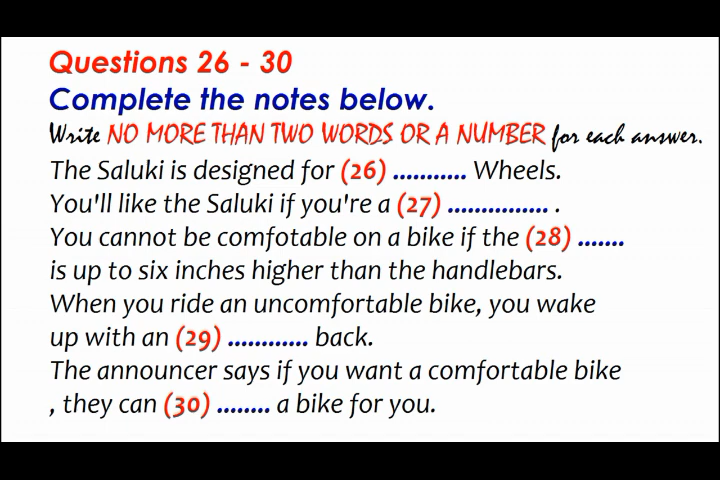 Questions 26 - 30
Complete the notes below.
Write NO MORE THAN TWO WORDS OR A NUMBER for each answer.
The Saluki is designed for (26) ........... Wheels.
You'll like the Saluki if you're a (27) ............... .
You cannot be comfotable on a bike if the (28) .......
is up to six inches higher than the handlebars.
When you ride an uncomfortable bike, you wake
up with an (29) ............ back.
The announcer says if you want a comfortable bike
, they can (30) ........ a bike for you.